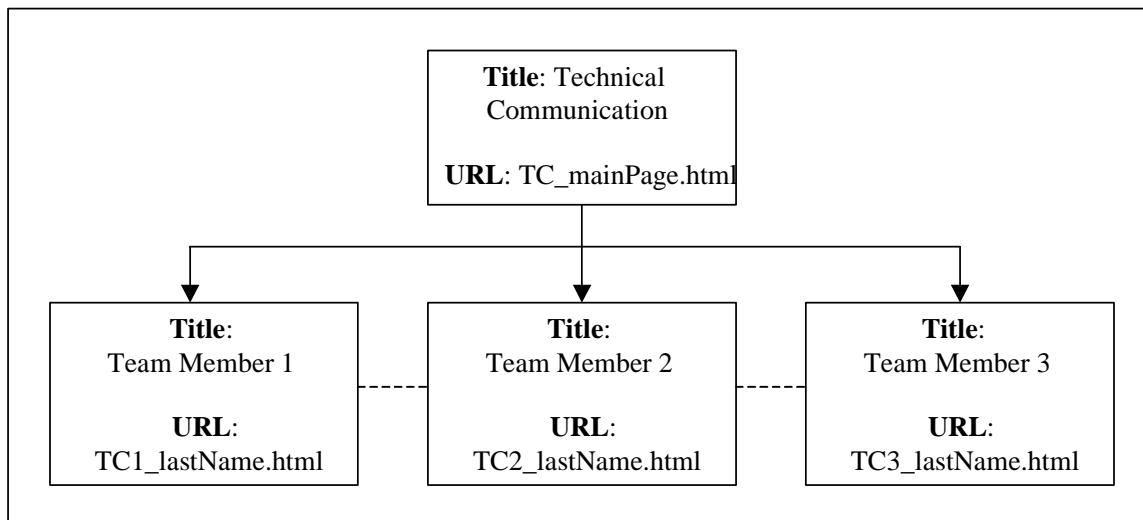 Title: Technical
Communication
URL: TC_mainPage.html
Title:
Team Member 1
URL:
TC1_lastName.html
Title:
Team Member 2
URL:
TC2_lastName.html
Title:
Team Member 3
URL:
TC3_lastName.html